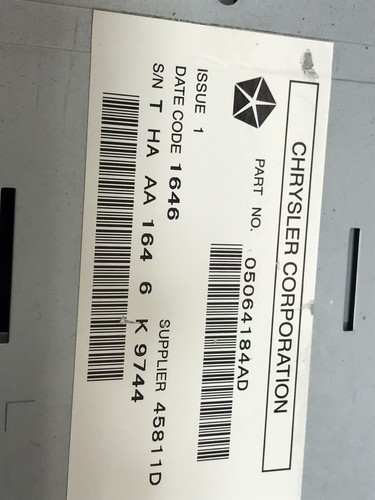 CHRYSLER CORPORATION
PART NO. 05064184AD
ISSUE 1
DATE CODE 1646 SUPPLIER 45811D
S/N T HA AA 164 6 K 9744